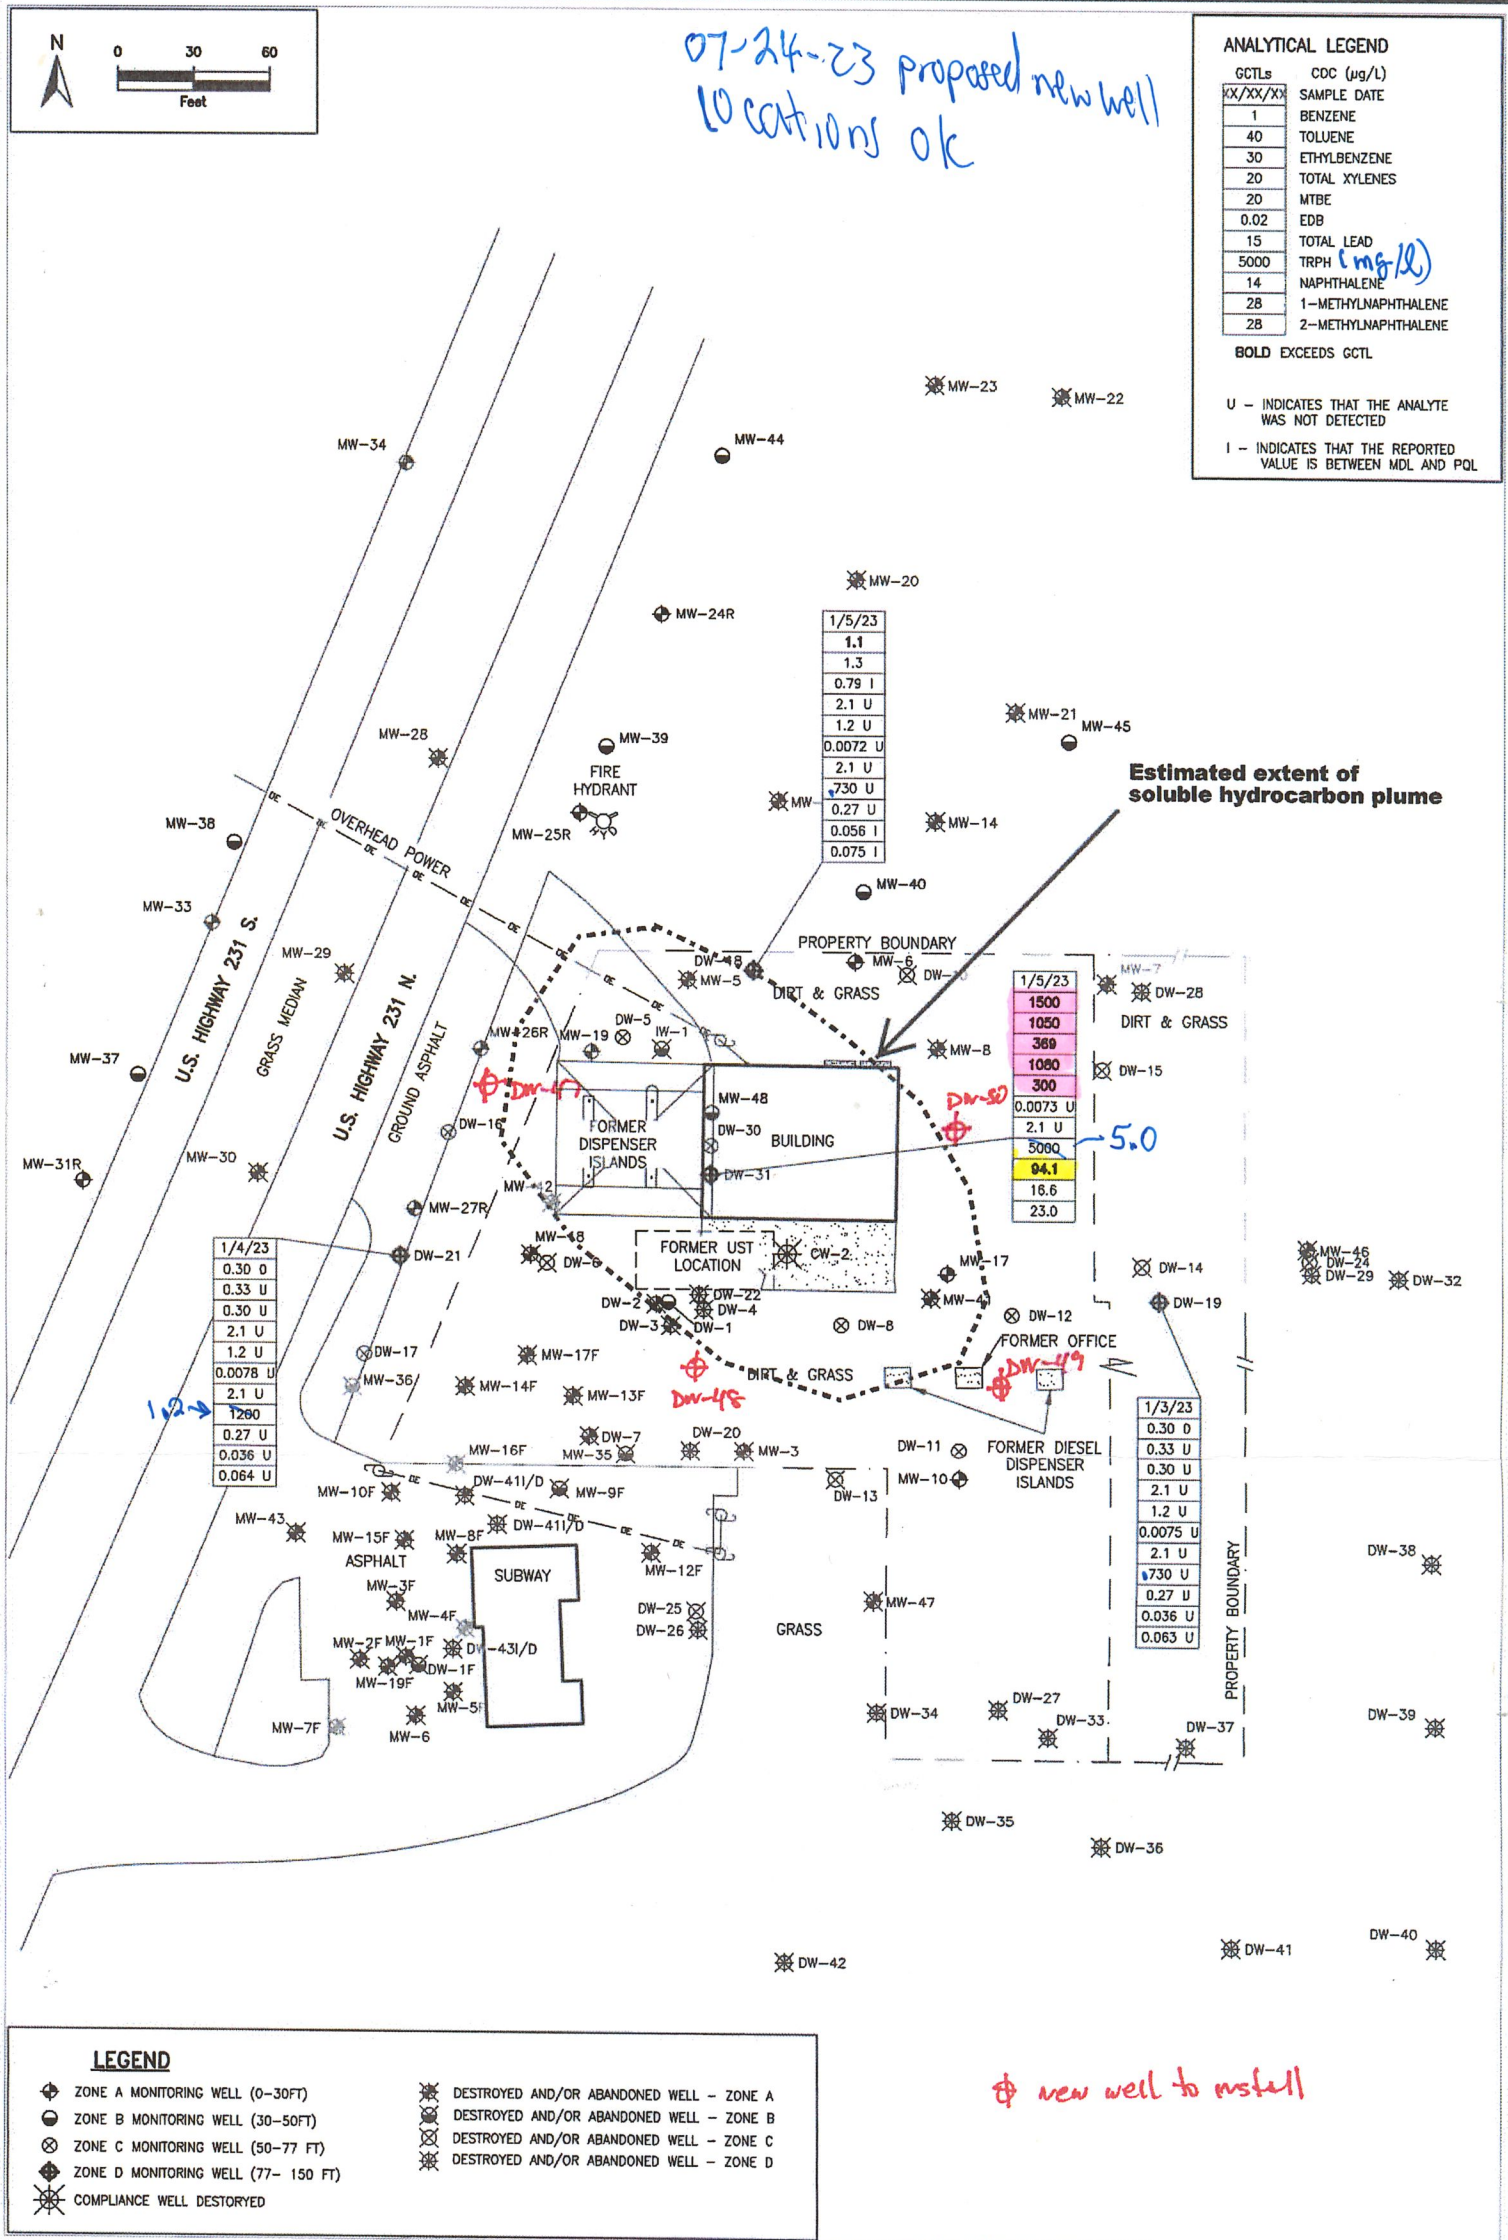 N
0 30 60
Feet
07-24-23 proposed new well
locations ok
ANALYTICAL LEGEND
GCTLs COC (µg/L)
XX/XX/XX SAMPLE DATE
1 BENZENE
40 TOLUENE
30 ETHYLBENZENE
20 TOTAL XYLENES
20 MTBE
0.02 EDB
15 TOTAL LEAD
5000 TRPH (mg/l)
14 NAPHTHALENE
28 1-METHYLNAPHTHALENE
28 2-METHYLNAPHTHALENE
BOLD EXCEEDS GCTL
U - INDICATES THAT THE ANALYTE
WAS NOT DETECTED
I - INDICATES THAT THE REPORTED
VALUE IS BETWEEN MDL AND PQL
MW-23
MW-22
MW-34
MW-44
MW-20
MW-24R
1/5/23
1.1
1.3
0.79 I
2.1 U
1.2 U
0.0072 U
2.1 U
.730 U
0.27 U
0.056 I
0.075 I
MW-21
MW-45
MW-28
MW-39
FIRE
HYDRANT
MW-25R
MW-
MW-14
Estimated extent of
soluble hydrocarbon plume
MW-38
OVERHEAD POWER
OE
OE
OE
OE
OE
OE
OE
OE
OE
MW-40
MW-33
U.S. HIGHWAY 231 S.
MW-29
GRASS MEDIAN
U.S. HIGHWAY 231 N.
GROUND ASPHALT
PROPERTY BOUNDARY
DW-48
MW-5
MW-6
DIRT & GRASS
MW-7
DW-28
DIRT & GRASS
1/5/23
1500
1050
369
1060
300
0.0073 U
2.1 U
5000
5.0
94.1
16.6
23.0
MW-26R
MW-19
DW-5
IW-1
MW-8
DW-15
MW-37
DW-47
DW-50
MW-48
DW-30
BUILDING
DW-31
FORMER
DISPENSER
ISLANDS
DW-16
MW-31R
MW-30
MW-42
MW-27R
MW-18
DW-6
DW-21
FORMER UST
LOCATION
CW-2
MW-17
MW-41
DW-14
MW-46
DW-24
DW-29
DW-32
DW-19
1/4/23
0.30 0
0.33 U
0.30 U
2.1 U
1.2 U
0.0078 U
2.1 U
1.2
1200
0.27 U
0.036 U
0.064 U
DW-2
DW-22
DW-4
DW-3
DW-1
DW-8
DW-12
FORMER OFFICE
DW-49
DW-17
MW-36
MW-17F
MW-14F
MW-13F
DW-48
DIRT & GRASS
1/3/23
0.30 0
0.33 U
0.30 U
2.1 U
1.2 U
0.0075 U
2.1 U
.730 U
0.27 U
0.036 U
0.063 U
DW-7
MW-35
DW-20
MW-3
DW-11
MW-10
FORMER DIESEL
DISPENSER
ISLANDS
MW-16F
DW-13
MW-10F
DW-41I/D
MW-9F
OE
OE
OE
MW-43
DW-41I/D
MW-15F
MW-8F
ASPHALT
SUBWAY
MW-12F
DW-38
MW-3F
MW-4F
DW-25
DW-26
MW-47
GRASS
PROPERTY BOUNDARY
MW-2F
MW-1F
DW-43I/D
DW-1F
MW-19F
MW-5F
MW-7F
MW-6
DW-34
DW-27
DW-33
DW-37
DW-39
DW-35
DW-36
DW-42
DW-41
DW-40
LEGEND
ZONE A MONITORING WELL (0-30FT)
ZONE B MONITORING WELL (30-50FT)
ZONE C MONITORING WELL (50-77 FT)
ZONE D MONITORING WELL (77- 150 FT)
COMPLIANCE WELL DESTORYED
DESTROYED AND/OR ABANDONED WELL - ZONE A
DESTROYED AND/OR ABANDONED WELL - ZONE B
DESTROYED AND/OR ABANDONED WELL - ZONE C
DESTROYED AND/OR ABANDONED WELL - ZONE D
new well to install